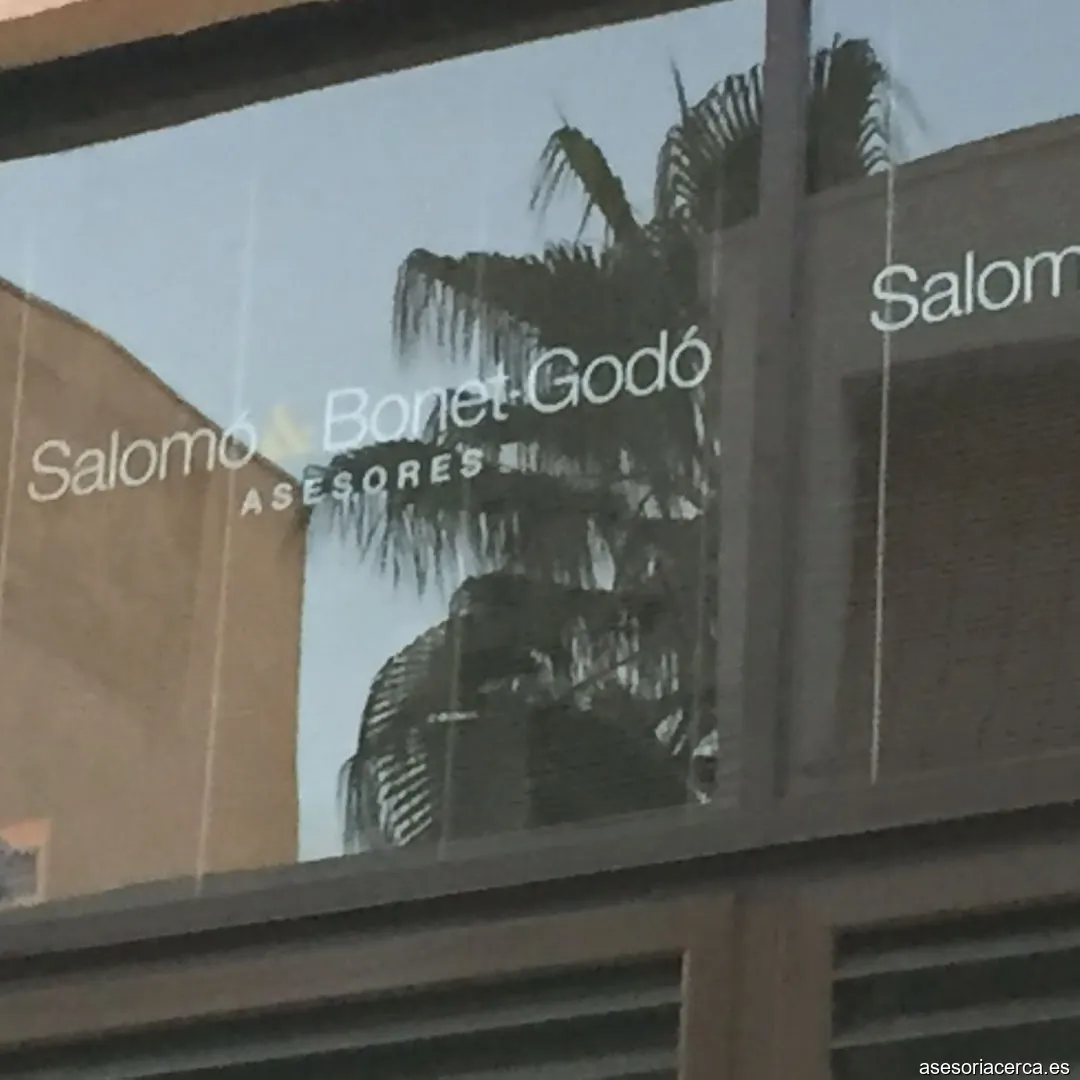 Salomó & Bonet-Godó
ASESORES
Salom
asesoriacerca.es